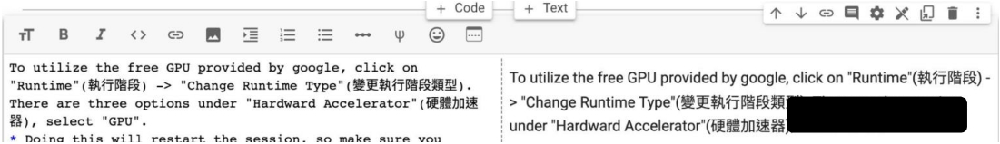 + Code + Text
To utilize the free GPU provided by google, click on
"Runtime"(執行階段) -> "Change Runtime Type"(變更執行階段類型).
There are three options under "Hardward Accelerator"(硬體加速
器), select "GPU".
* Doing this will restart the session, so make sure you
To utilize the free GPU provided by google, click on "Runtime"(執行階段) -
> "Change Runtime Type"(變更執行階段類
under "Hardward Accelerator"(硬體加速器)